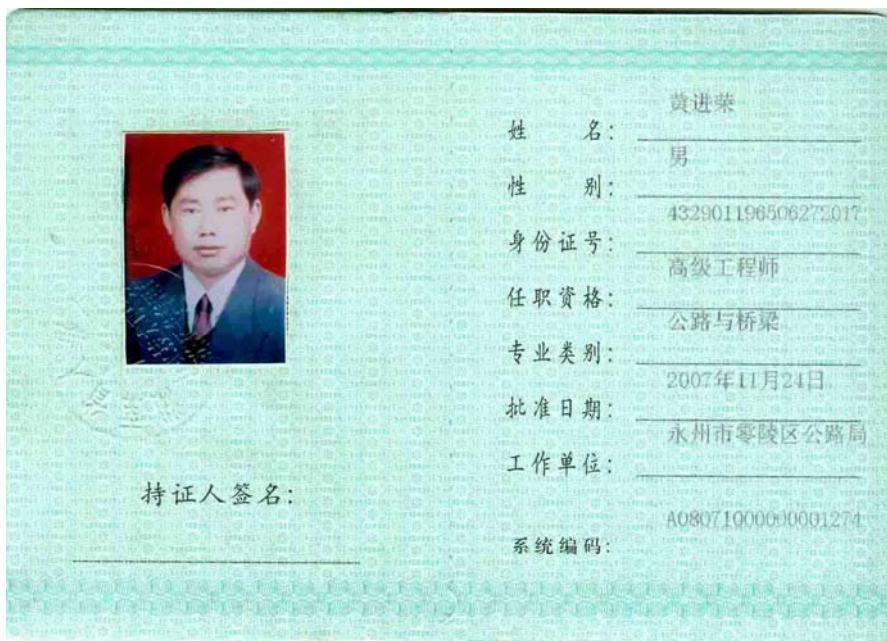 持证人签名:
姓 名: 黄进荣
性 别: 男
身份证号: 432901196506272017
任职资格: 高级工程师
专业类别: 公路与桥梁
批准日期: 2007年11月24日
工作单位: 永州市零陵区公路局
系统编码: A08071000000001274